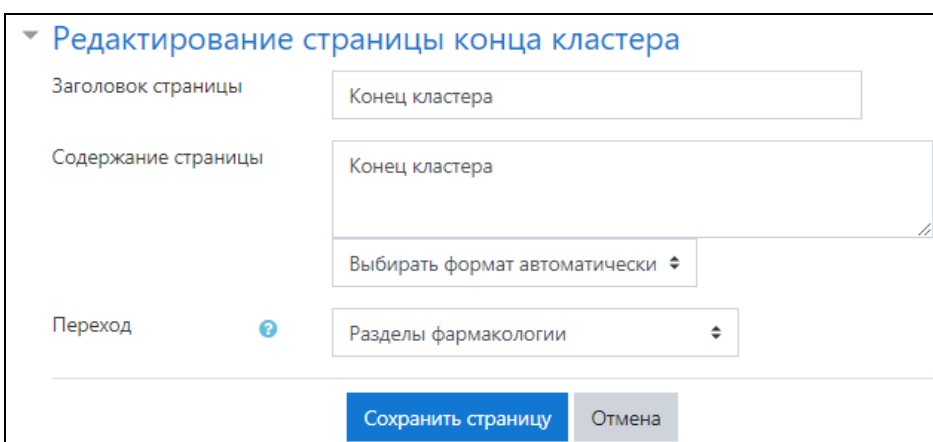 Редактирование страницы конца кластера
Заголовок страницы
Конец кластера
Содержание страницы
Конец кластера
Выбирать формат автоматически
Переход
?
Разделы фармакологии
Сохранить страницу
Отмена